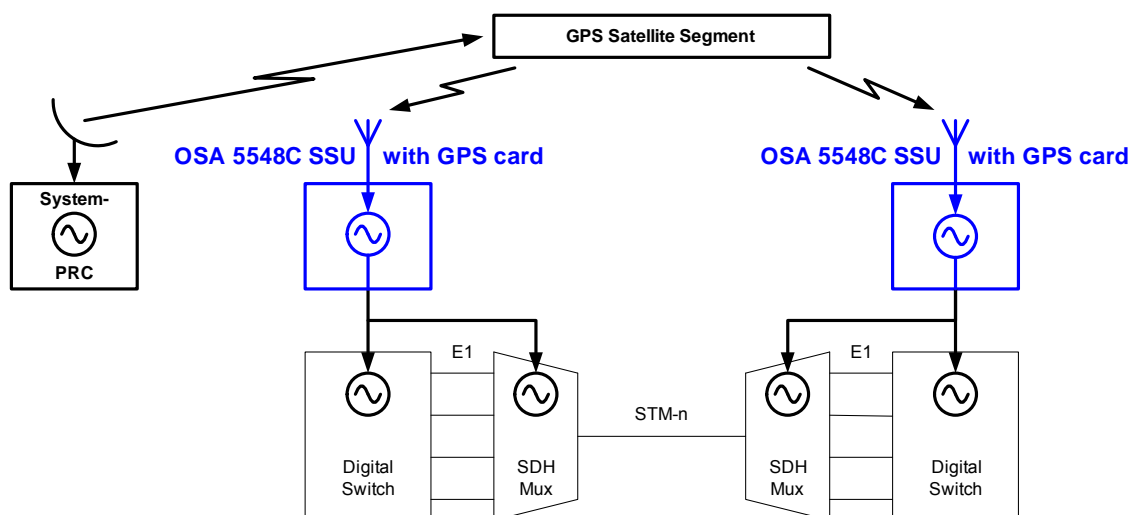 GPS Satellite Segment
OSA 5548C SSU with GPS card
OSA 5548C SSU with GPS card
System-
PRC
E1
E1
STM-n
Digital
Switch
SDH
Mux
SDH
Mux
Digital
Switch